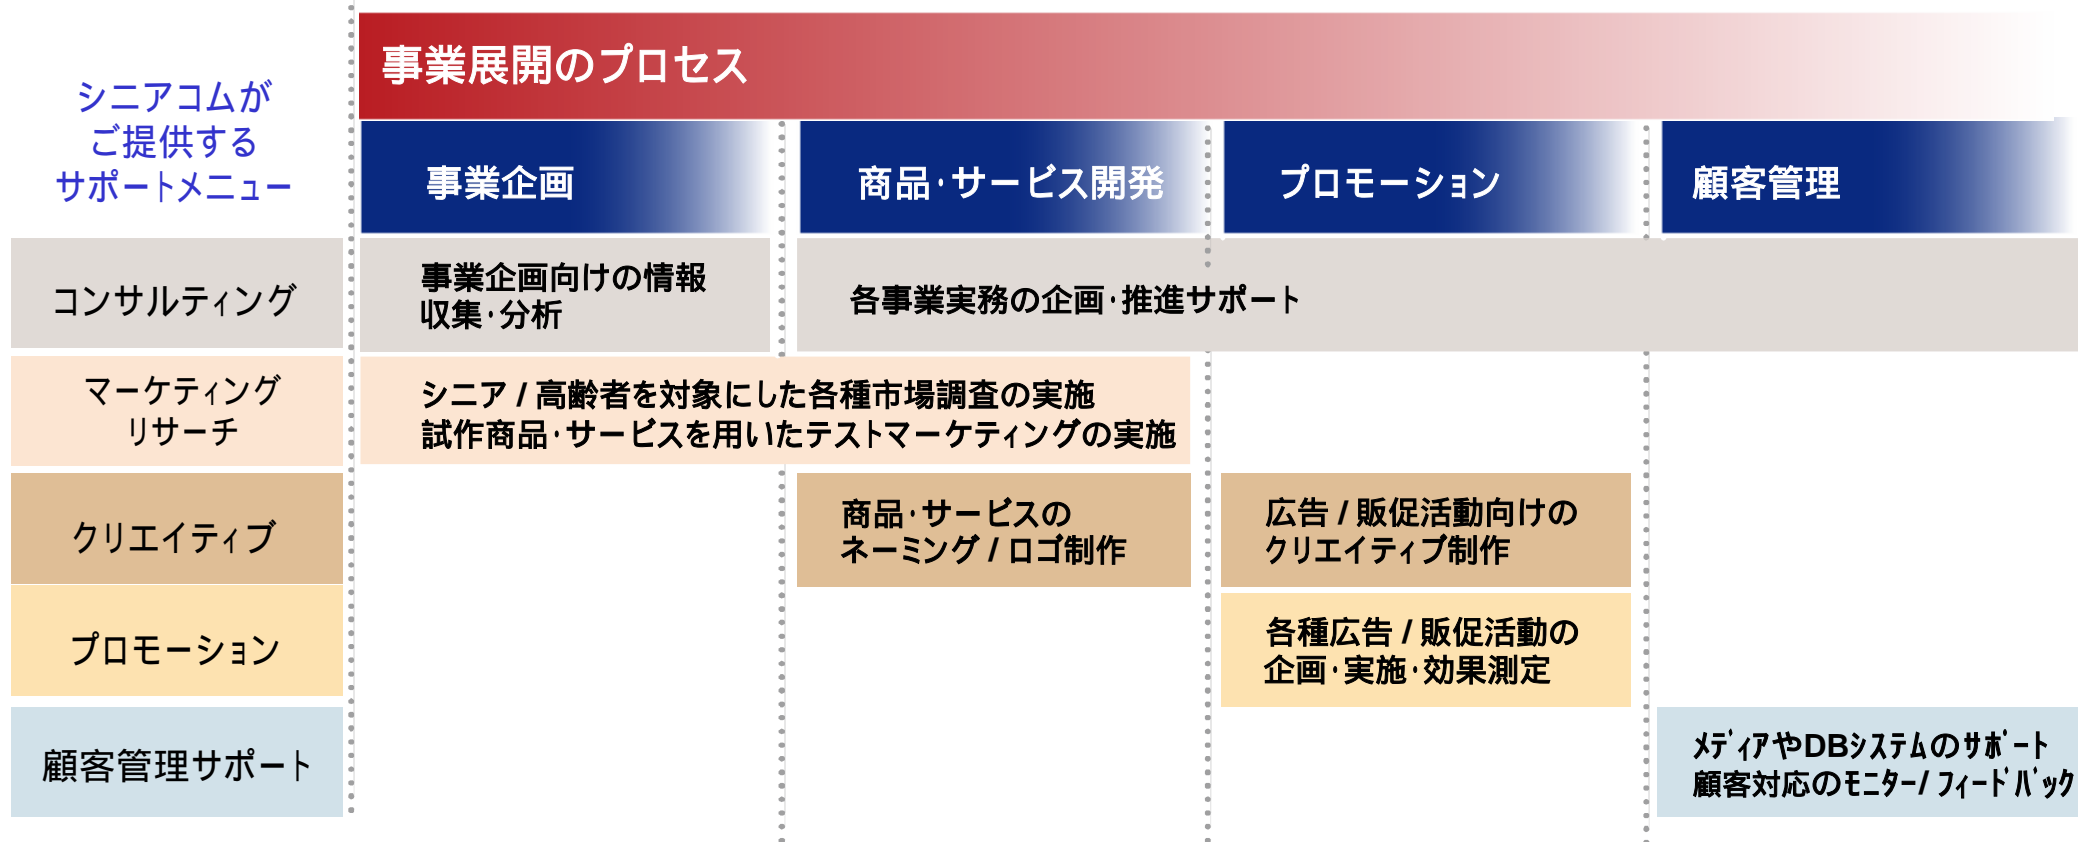 事業展開のプロセス
シニアコムが
ご提供する
サポートメニュー
事業企画
商品･サービス開発
プロモーション
顧客管理
コンサルティング
事業企画向けの情報
収集･分析
各事業実務の企画･推進サポート
マーケティング
リサーチ
シニア / 高齢者を対象にした各種市場調査の実施
試作商品･サービスを用いたテストマーケティングの実施
クリエイティブ
商品･サービスの
ネーミング / ロゴ制作
広告 / 販促活動向けの
クリエイティブ制作
プロモーション
各種広告 / 販促活動の
企画･実施･効果測定
顧客管理サポート
ﾒﾃﾞｨｱやDBｼｽﾃﾑのｻﾎﾟｰﾄ
顧客対応のﾓﾆﾀｰ/ ﾌｨｰﾄﾞﾊﾞｯｸ